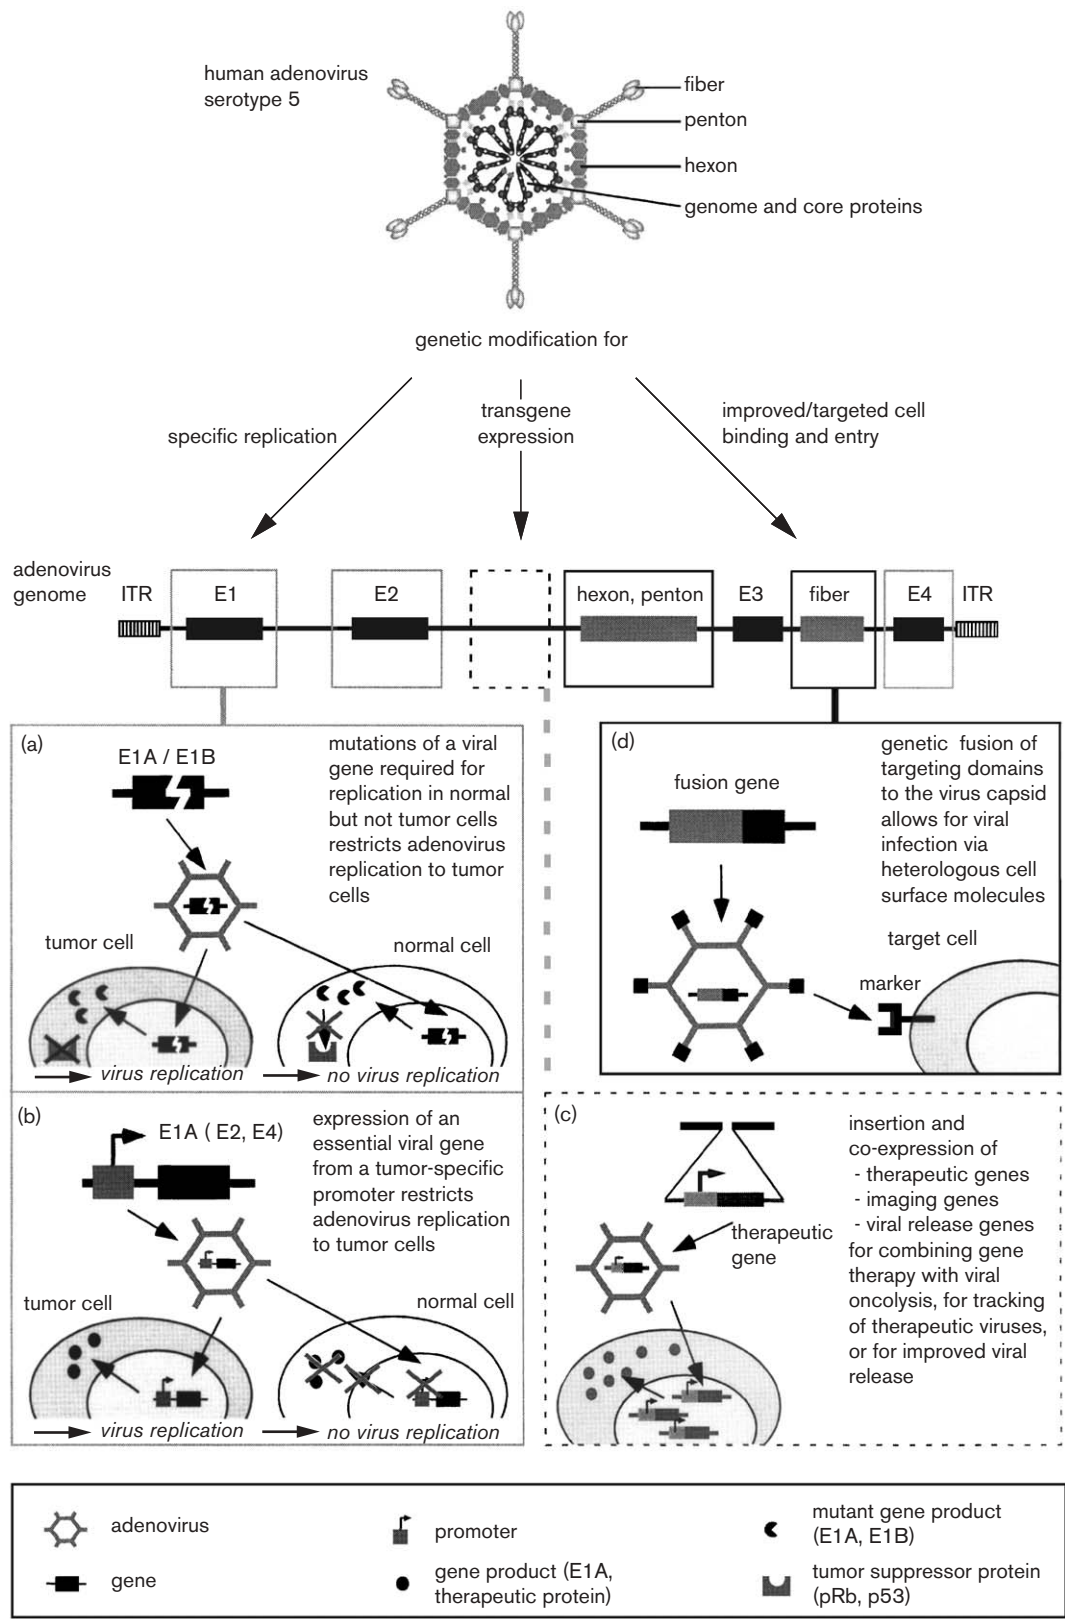 human adenovirus
serotype 5
fiber
penton
hexon
genome and core proteins
genetic modification for
specific replication
transgene
expression
improved/targeted cell
binding and entry
adenovirus
genome
ITR
E1
E2
hexon, penton
E3
fiber
E4
ITR
(a)
E1A / E1B
mutations of a viral
gene required for
replication in normal
but not tumor cells
restricts adenovirus
replication to tumor
cells
tumor cell
normal cell
virus replication
no virus replication
(b)
E1A ( E2, E4)
expression of an
essential viral gene
from a tumor-specific
promoter restricts
adenovirus replication
to tumor cells
tumor cell
normal cell
virus replication
no virus replication
(d)
fusion gene
genetic fusion of
targeting domains
to the virus capsid
allows for viral
infection via
heterologous cell
surface molecules
target cell
marker
(c)
therapeutic
gene
insertion and
co-expression of
- therapeutic genes
- imaging genes
- viral release genes
for combining gene
therapy with viral
oncolysis, for tracking
of therapeutic viruses,
or for improved viral
release
adenovirus
gene
promoter
gene product (E1A,
therapeutic protein)
mutant gene product
(E1A, E1B)
tumor suppressor protein
(pRb, p53)